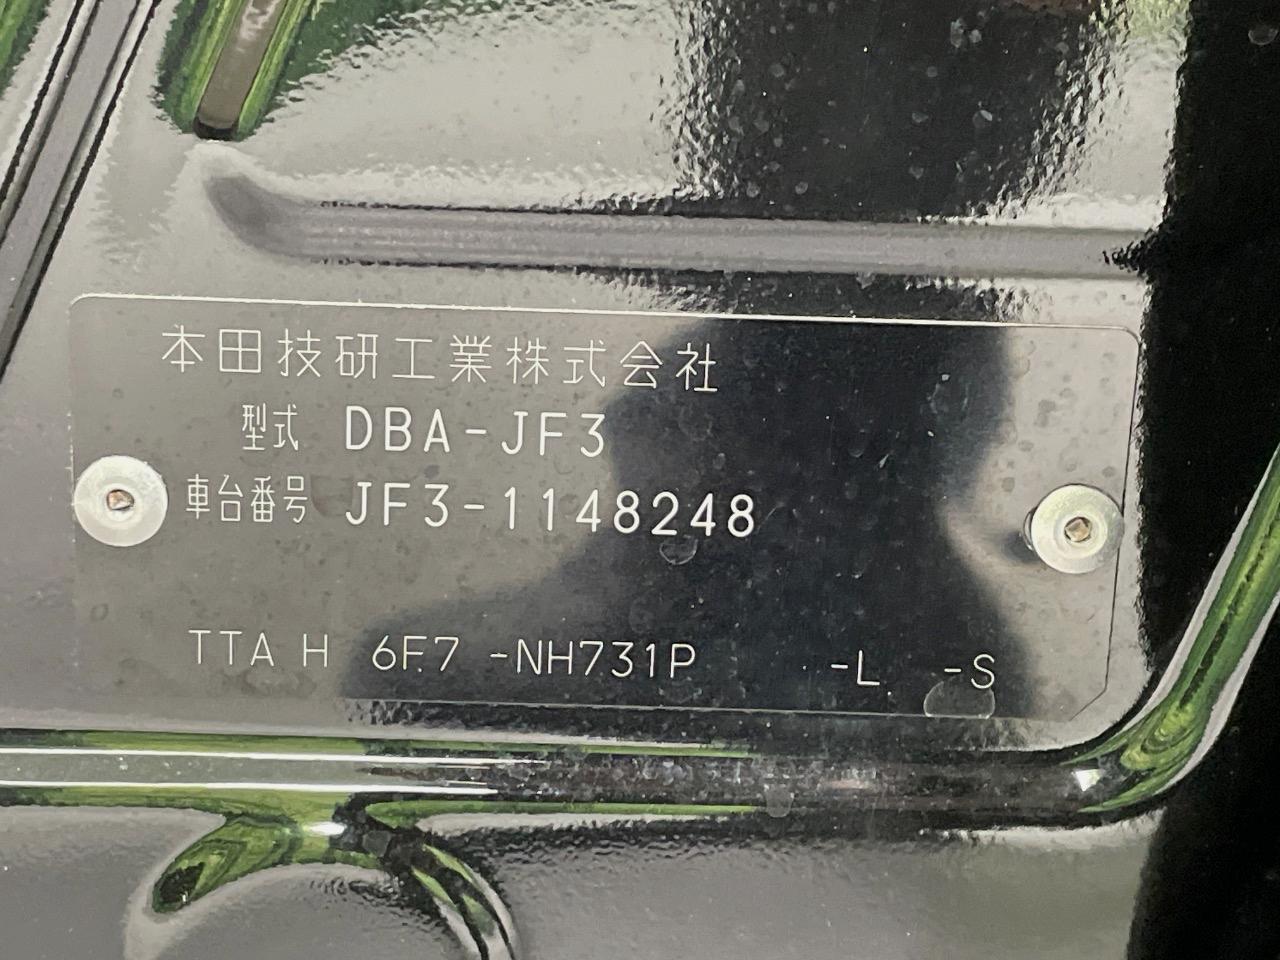 本田技研工業株式会社
型式 DBA-JF3
車台番号 JF3-1148248
TTA H 6F7 -NH731P -L -S